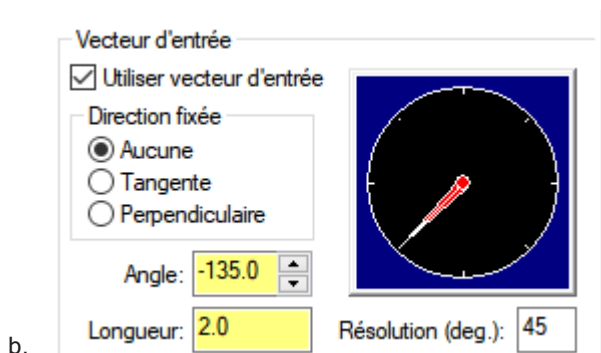 Vecteur d'entrée
Utiliser vecteur d'entrée
Direction fixée
Aucune
Tangente
Perpendiculaire
Angle: -135.0
Longueur: 2.0 Résolution (deg.): 45
b.